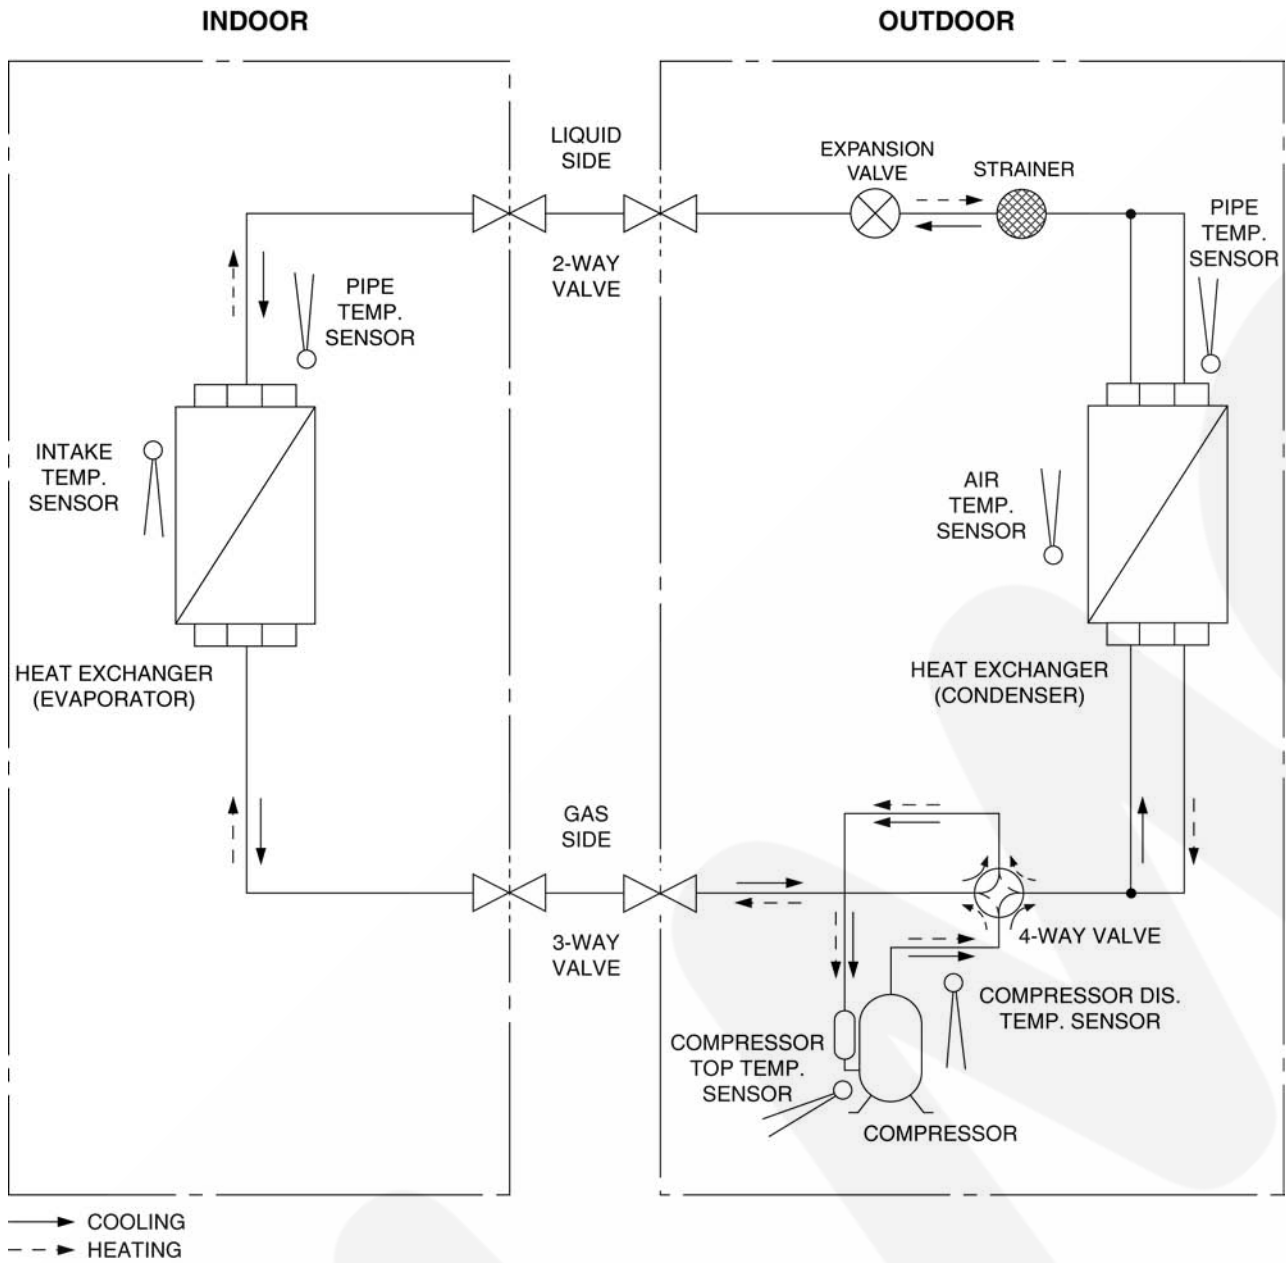 INDOOR
OUTDOOR
LIQUID
SIDE
EXPANSION
VALVE
STRAINER
PIPE
TEMP.
SENSOR
2-WAY
VALVE
PIPE
TEMP.
SENSOR
INTAKE
TEMP.
SENSOR
AIR
TEMP.
SENSOR
HEAT EXCHANGER
(EVAPORATOR)
HEAT EXCHANGER
(CONDENSER)
GAS
SIDE
3-WAY
VALVE
4-WAY VALVE
COMPRESSOR DIS.
TEMP. SENSOR
COMPRESSOR
TOP TEMP.
SENSOR
COMPRESSOR
COOLING
HEATING